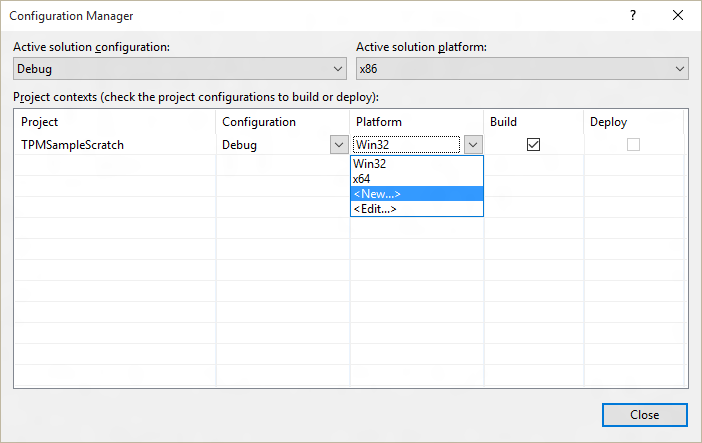 Configuration Manager
?
Active solution configuration: Active solution platform:
Debug x86
Project contexts (check the project configurations to build or deploy):
Project Configuration Platform Build Deploy
TPMSampleScratch Debug Win32
Win32
x64
<New...>
<Edit...>
Close